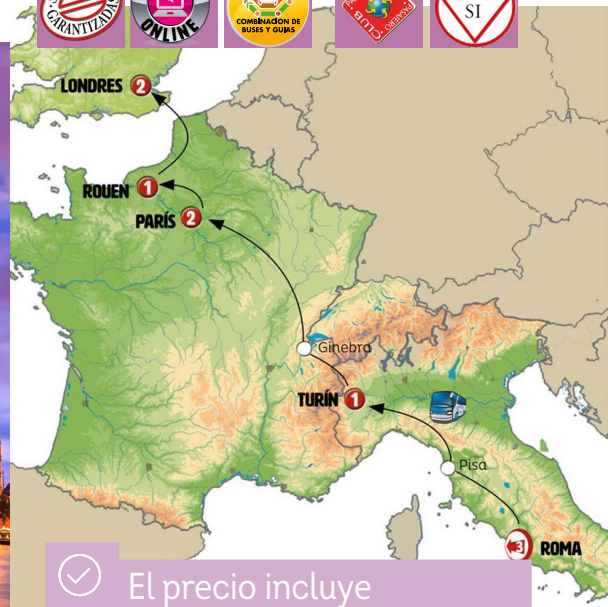 GARANTIZADAS
ONLINE
COMBINACIÓN DE
BUSES Y GUÍAS
CLUB
SI
LONDRES 2
ROUEN 1
PARÍS 2
Ginebra
TURÍN 1
Pisa
3 ROMA
El precio incluye